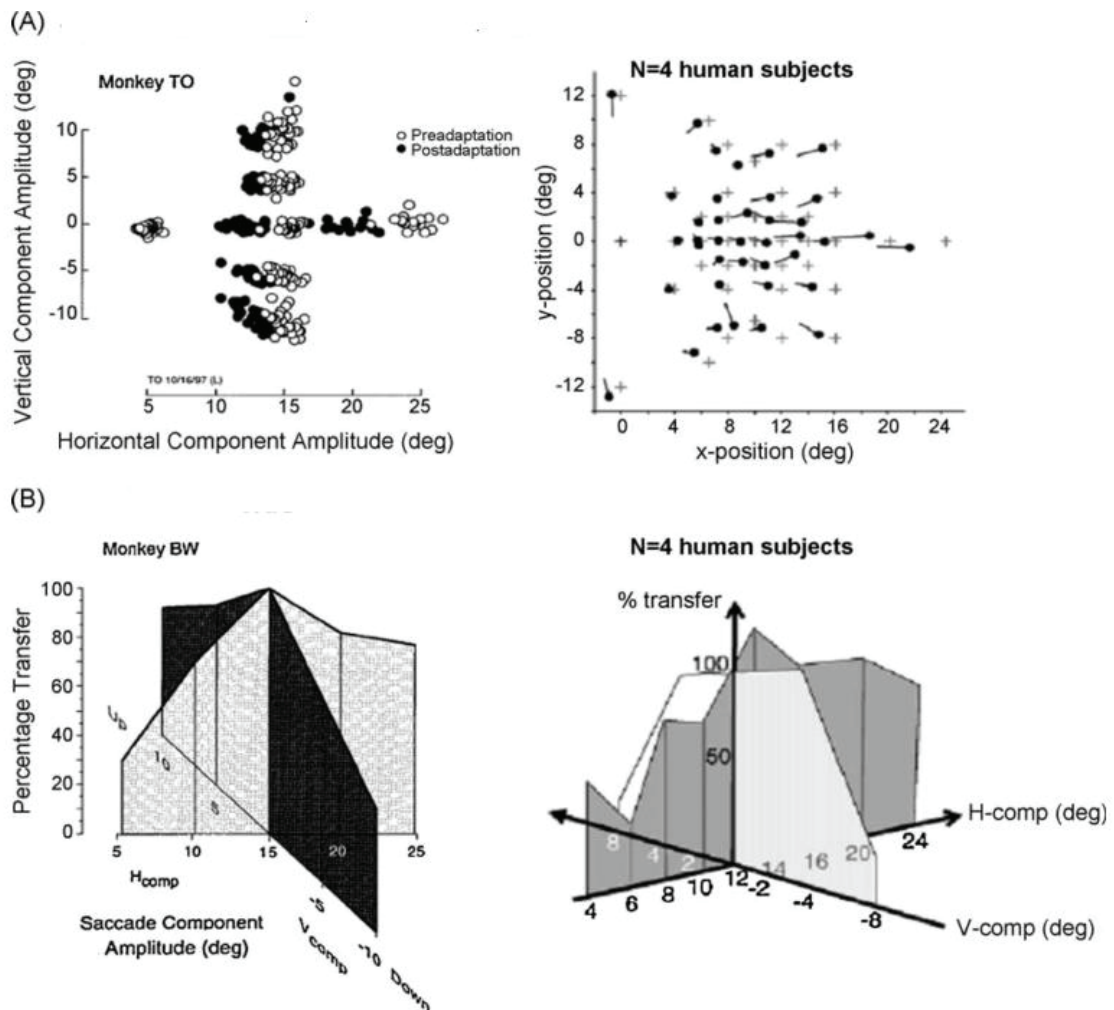 (A)
Monkey TO
Vertical Component Amplitude (deg)
10
5
0
-5
-10
Preadaptation
Postadaptation
TO 10/16/97 (L)
5 10 15 20 25
Horizontal Component Amplitude (deg)
N=4 human subjects
y-position (deg)
12
8
4
0
-4
-8
-12
0 4 8 12 16 20 24
x-position (deg)
(B)
Monkey BW
Percentage Transfer
100
80
60
40
20
0
Up
10
5
5 10 15 20 25
Hcomp
Saccade Component
Amplitude (deg)
-5
Vcomp
-10 Down
N=4 human subjects
% transfer
100
50
8 4 2
4 6 8 10 12
14 16 20 24
H-comp (deg)
-2 -4 -8
V-comp (deg)